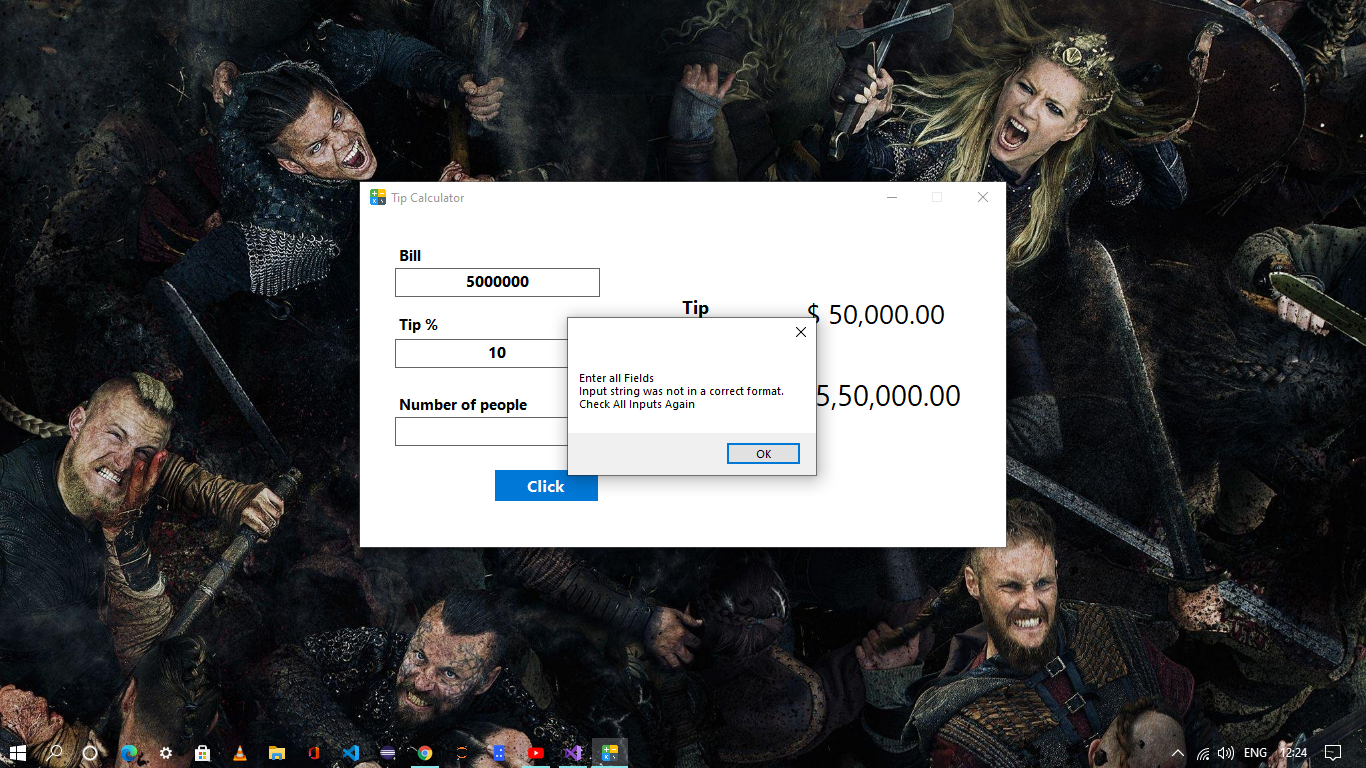 Tip Calculator
Bill
5000000
Tip %
10
Number of people
Click
Tip
$ 50,000.00
5,50,000.00
Enter all Fields
Input string was not in a correct format.
Check All Inputs Again
OK
ENG
12:24